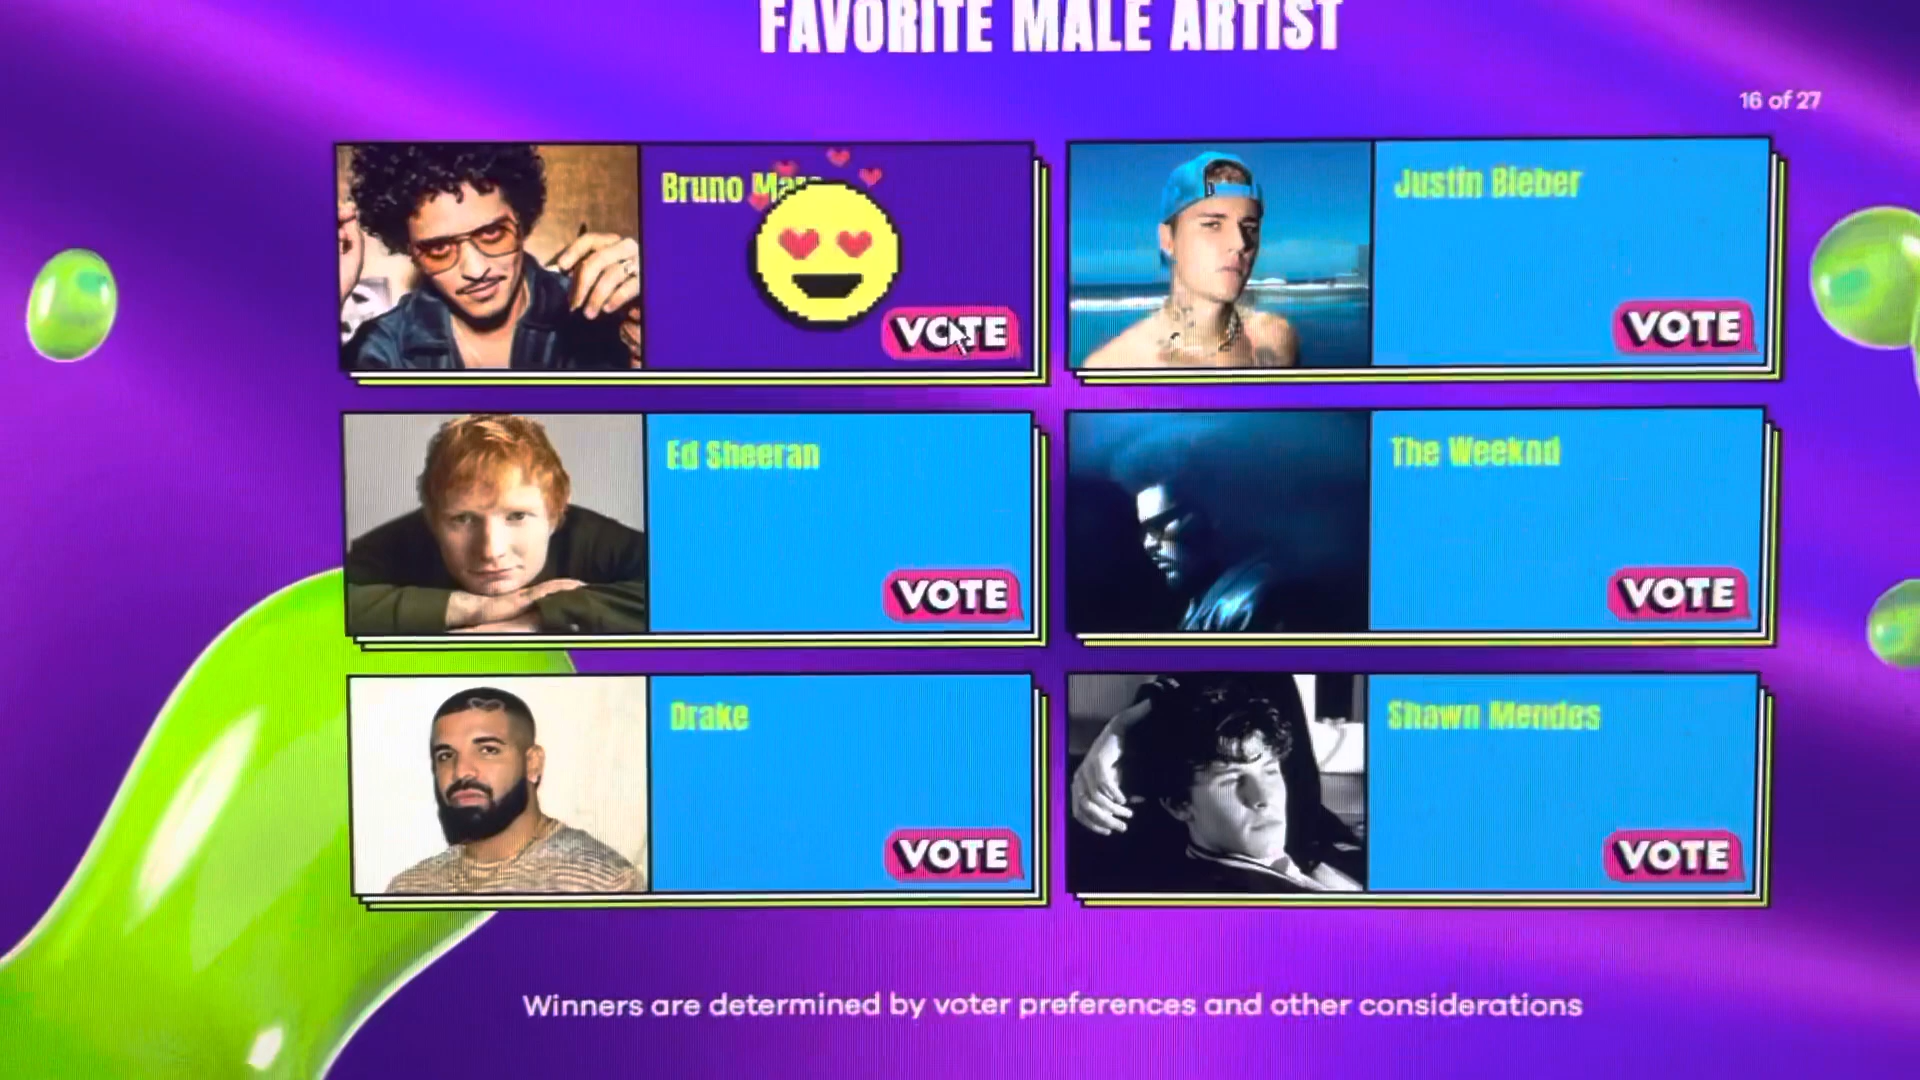 FAVORITE MALE ARTIST
16 of 27
Bruno Mars
VOTE
Justin Bieber
VOTE
Ed Sheeran
VOTE
The Weeknd
VOTE
Drake
VOTE
Shawn Mendes
VOTE
Winners are determined by voter preferences and other considerations